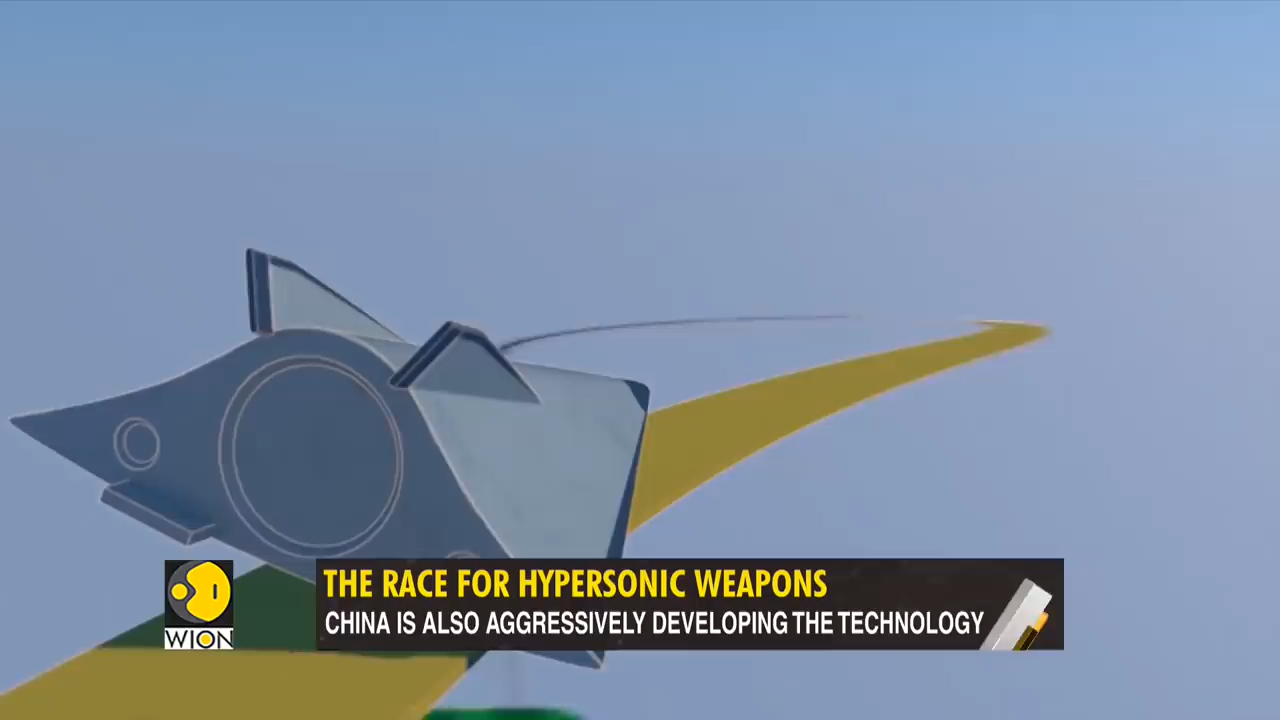 THE RACE FOR HYPERSONIC WEAPONS
CHINA IS ALSO AGGRESSIVELY DEVELOPING THE TECHNOLOGY
WION